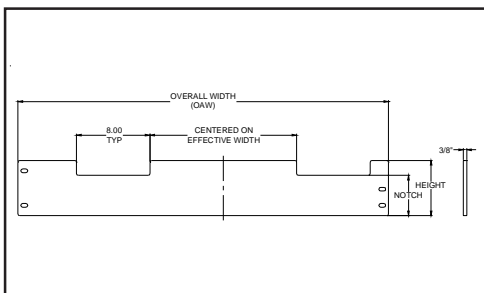 OVERALL WIDTH
(OAW)
8.00
TYP
CENTERED ON
EFFECTIVE WIDTH
3/8"
HEIGHT
NOTCH